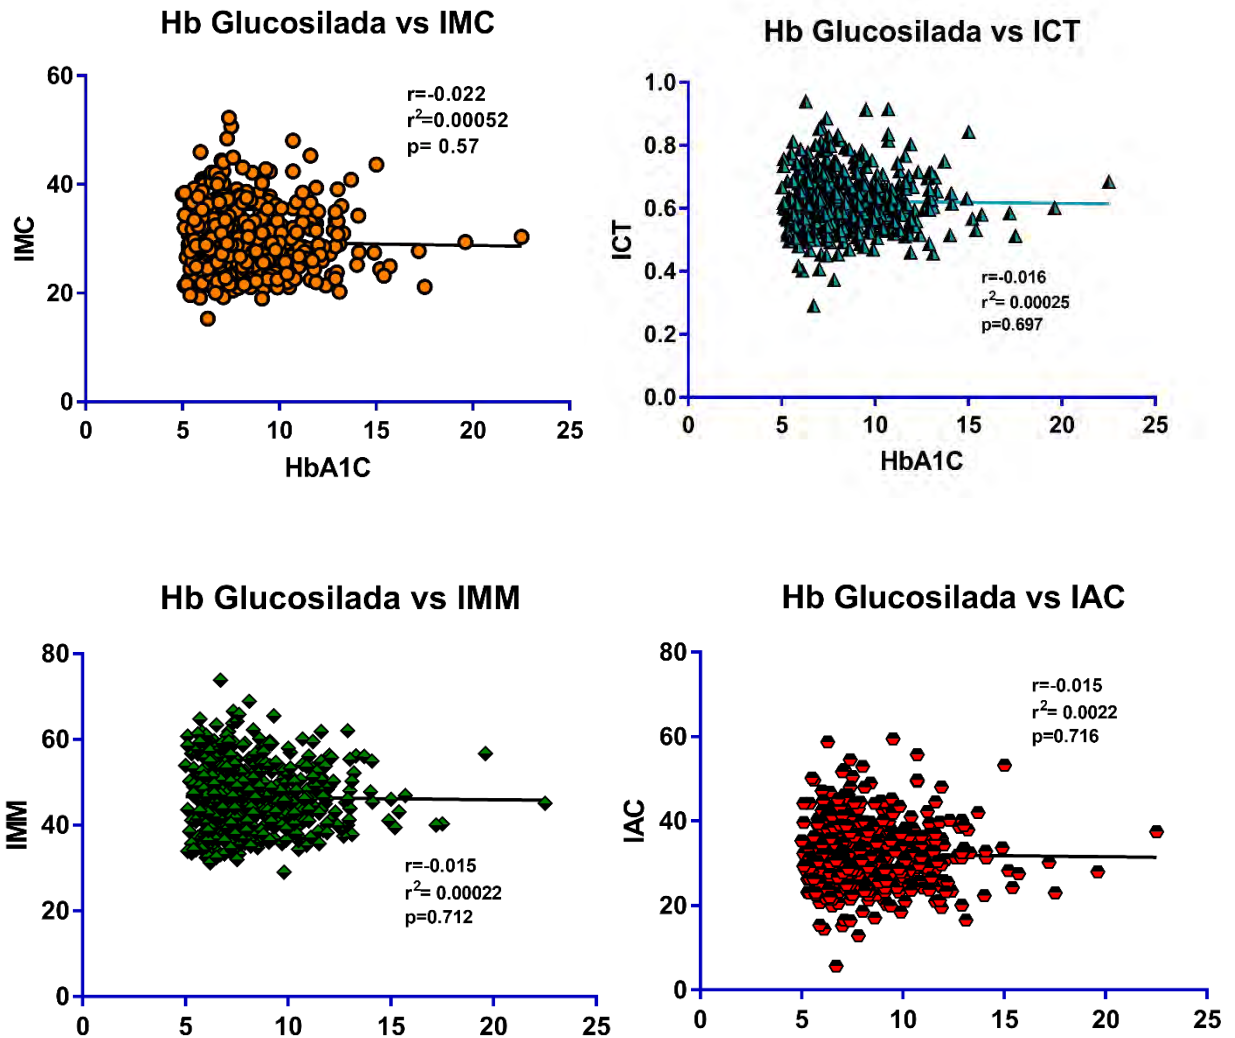 Hb Glucosilada vs IMC
r=-0.022
r²=0.00052
p= 0.57
IMC
60
40
20
0
0 5 10 15 20 25
HbA1C
Hb Glucosilada vs ICT
ICT
1.0
0.8
0.6
0.4
0.2
0.0
r=-0.016
r²= 0.00025
p=0.697
0 5 10 15 20 25
HbA1C
Hb Glucosilada vs IMM
IMM
80
60
40
20
0
r=-0.015
r²= 0.00022
p=0.712
0 5 10 15 20 25
Hb Glucosilada vs IAC
r=-0.015
r²= 0.0022
p=0.716
IAC
80
60
40
20
0
0 5 10 15 20 25